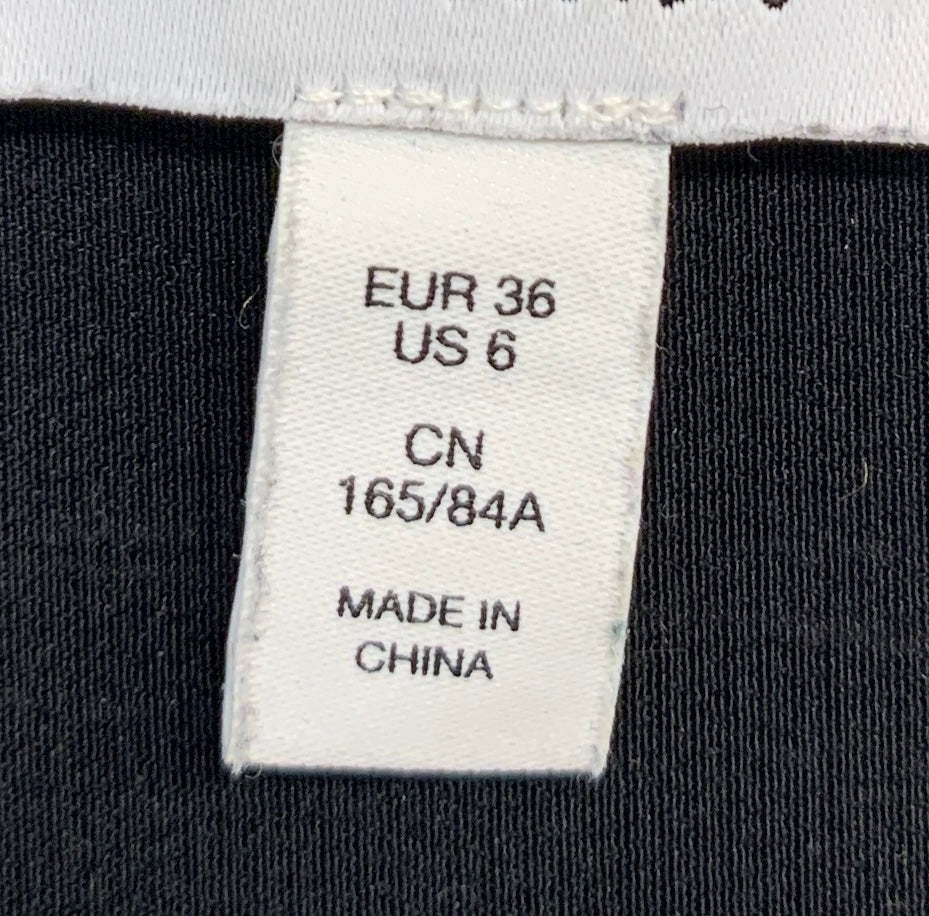 EUR 36
US 6
CN
165/84A
MADE IN
CHINA